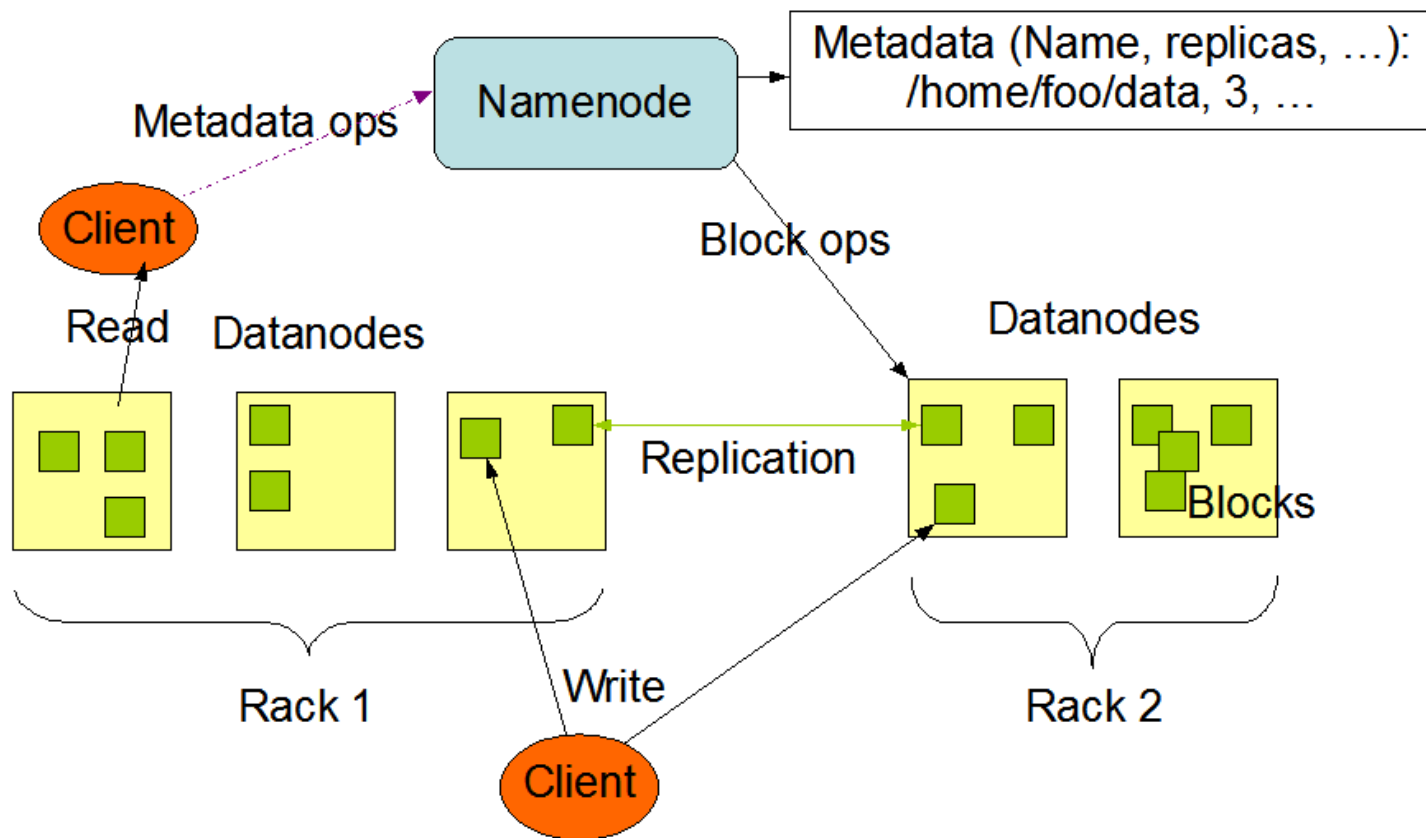 Metadata (Name, replicas, …):
/home/foo/data, 3, …
Namenode
Metadata ops
Client
Block ops
Read
Datanodes
Datanodes
Replication
Blocks
Rack 1
Write
Rack 2
Client